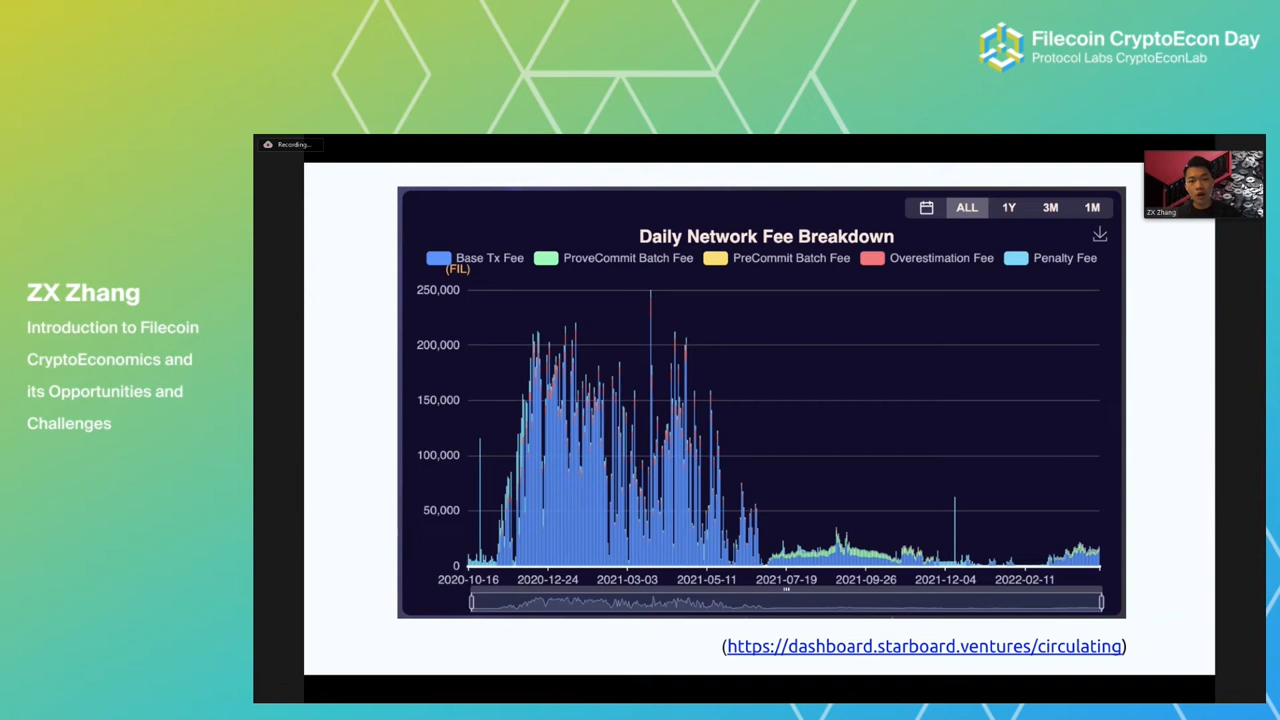 Filecoin CryptoEcon Day
Protocol Labs CryptoEconLab
Recording...
ZX Zhang
ALL 1Y 3M 1M
Daily Network Fee Breakdown
Base Tx Fee ProveCommit Batch Fee PreCommit Batch Fee Overestimation Fee Penalty Fee
(FIL)
250,000
200,000
150,000
100,000
50,000
0
2020-10-16 2020-12-24 2021-03-03 2021-05-11 2021-07-19 2021-09-26 2021-12-04 2022-02-11
(https://dashboard.starboard.ventures/circulating)
ZX Zhang
Introduction to Filecoin
CryptoEconomics and
its Opportunities and
Challenges